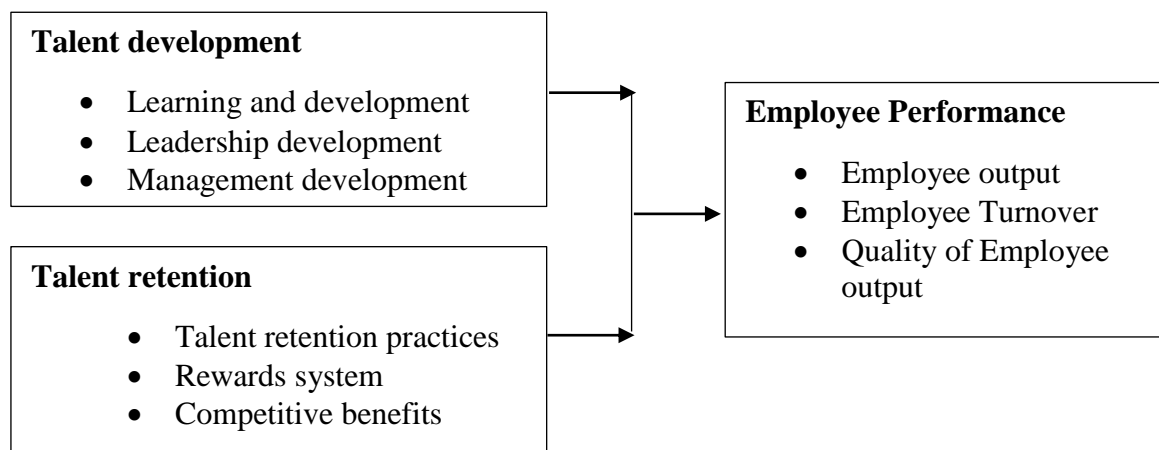 Talent development
• Learning and development
• Leadership development
• Management development
Talent retention
• Talent retention practices
• Rewards system
• Competitive benefits
Employee Performance
• Employee output
• Employee Turnover
• Quality of Employee
output